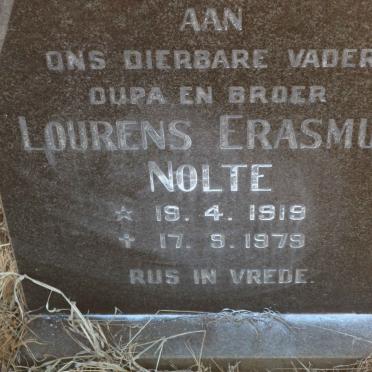 AAN
ONS DIERBARE VADER
OUPA EN BROER
LOURENS ERASMU
NOLTE
☆ 19. 4. 1919
✝ 17. 9. 1979
RUS IN VREDE.